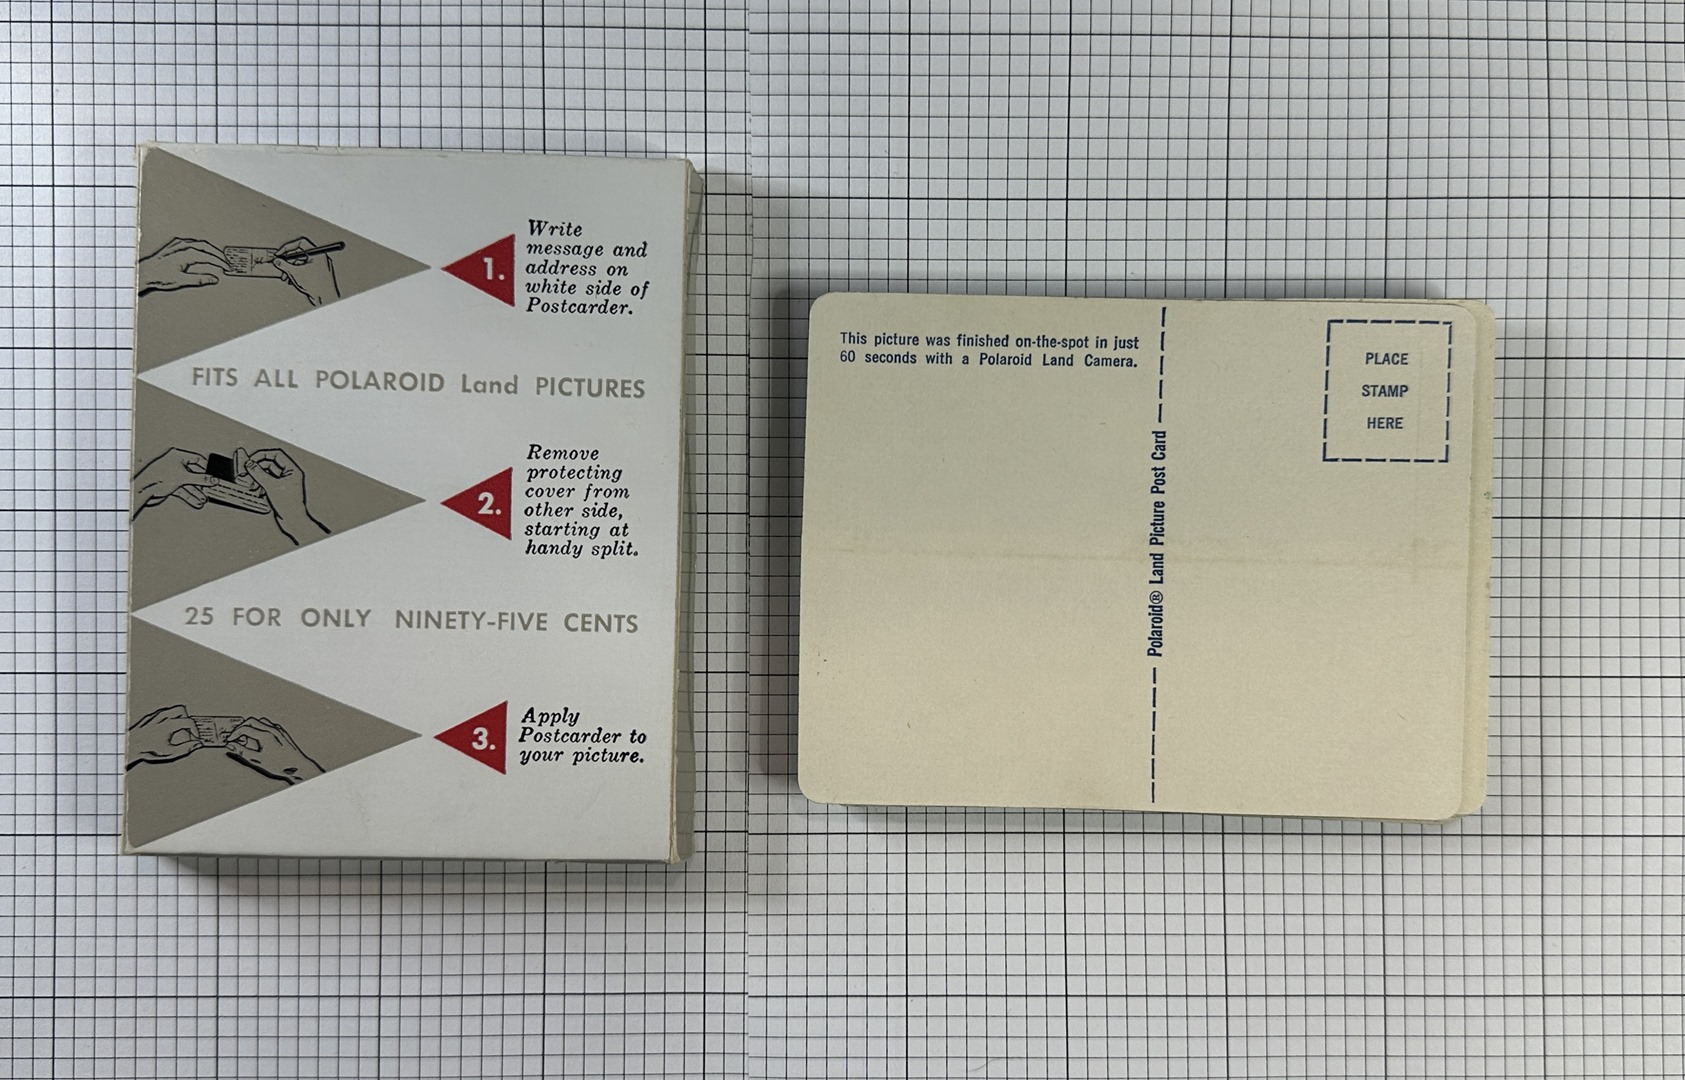 1.
Write
message and
address on
white side of
Postcarder.
FITS ALL POLAROID Land PICTURES
2.
Remove
protecting
cover from
other side,
starting at
handy split.
25 FOR ONLY NINETY-FIVE CENTS
3.
Apply
Postcarder to
your picture.
This picture was finished on-the-spot in just
60 seconds with a Polaroid Land Camera.
Polaroid® Land Picture Post Card
PLACE
STAMP
HERE